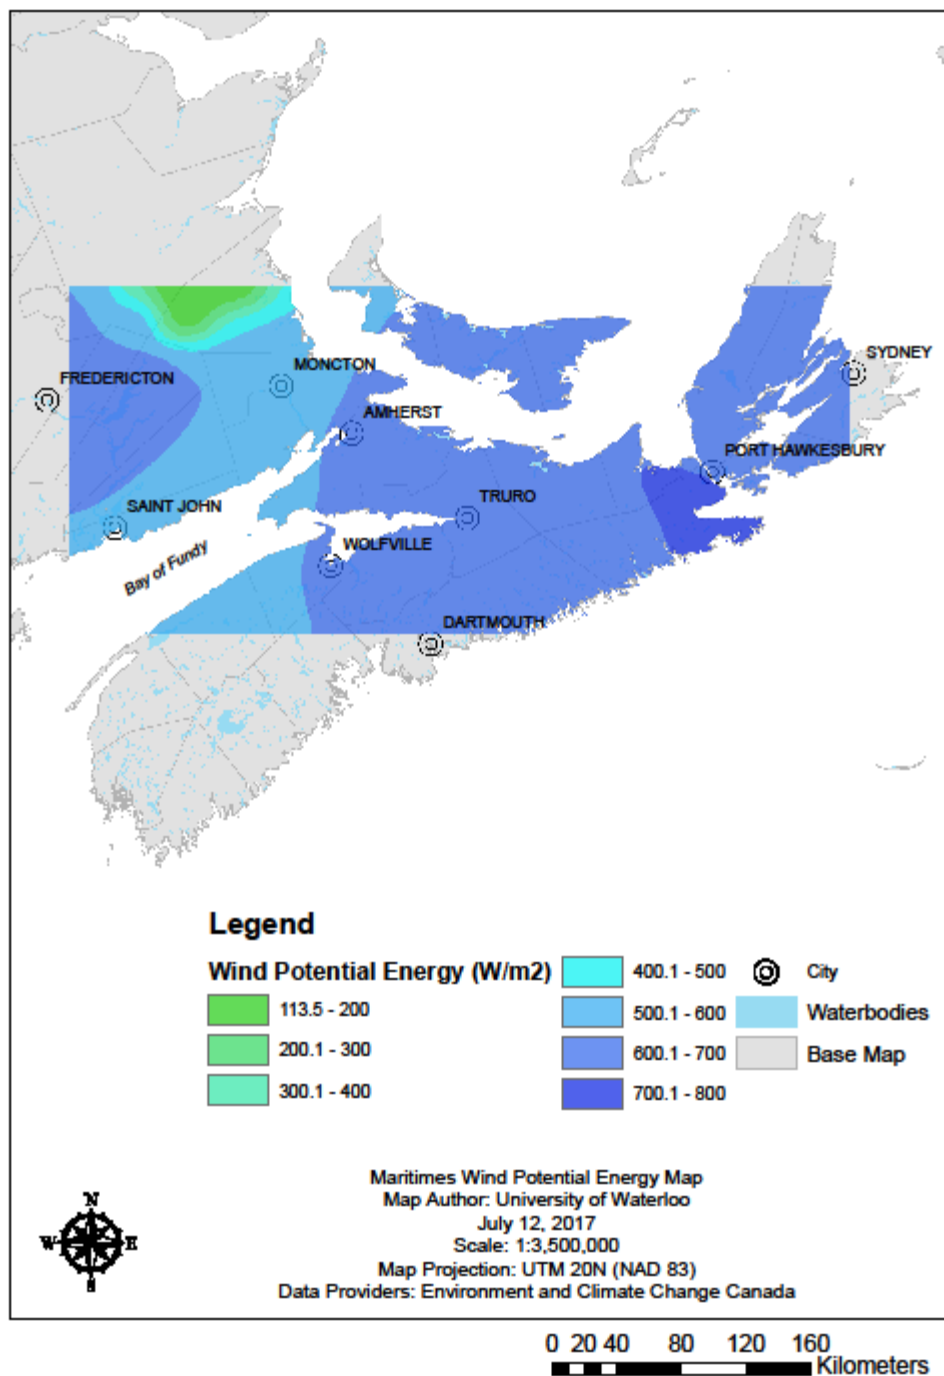 SYDNEY
FREDERICTON
MONCTON
AMHERST
PORT HAWKESBURY
SAINT JOHN
TRURO
WOLFVILLE
Bay of Fundy
DARTMOUTH
Legend
Wind Potential Energy (W/m2)
113.5 - 200
200.1 - 300
300.1 - 400
400.1 - 500
500.1 - 600
600.1 - 700
700.1 - 800
City
Waterbodies
Base Map
N
W E
S
Maritimes Wind Potential Energy Map
Map Author: University of Waterloo
July 12, 2017
Scale: 1:3,500,000
Map Projection: UTM 20N (NAD 83)
Data Providers: Environment and Climate Change Canada
0 20 40 80 120 160
Kilometers